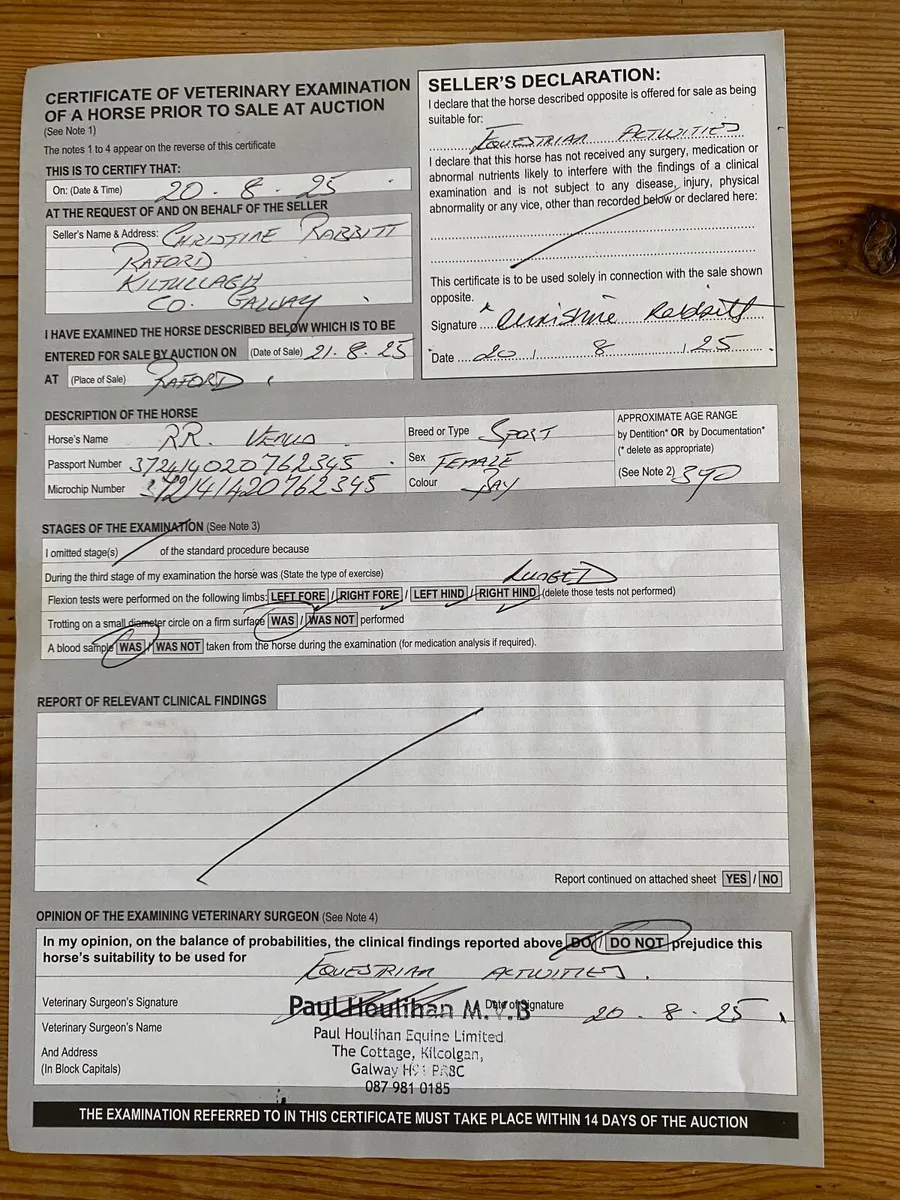 CERTIFICATE OF VETERINARY EXAMINATION
OF A HORSE PRIOR TO SALE AT AUCTION
(See Note 1)
The notes 1 to 4 appear on the reverse of this certificate
THIS IS TO CERTIFY THAT:
On: (Date & Time) 20 . 8 . 25
AT THE REQUEST OF AND ON BEHALF OF THE SELLER
Seller's Name & Address: CHRISTINE RABBITT
RAFORD
KILTULLAGH
CO. GALWAY
I HAVE EXAMINED THE HORSE DESCRIBED BELOW WHICH IS TO BE
ENTERED FOR SALE BY AUCTION ON (Date of Sale) 21.8.25
AT (Place of Sale) RAFORD
SELLER'S DECLARATION:
I declare that the horse described opposite is offered for sale as being
suitable for:
EQUESTRIAN ACTIVITIES
I declare that this horse has not received any surgery, medication or
abnormal nutrients likely to interfere with the findings of a clinical
examination and is not subject to any disease, injury, physical
abnormality or any vice, other than recorded below or declared here:
This certificate is to be used solely in connection with the sale shown
opposite.
Signature Christine Rabbitt
Date 20 / 8 / 25
DESCRIPTION OF THE HORSE
Horse's Name RR. VENUS
Passport Number 372414020762345
Microchip Number
Breed or Type SPORT
Sex FEMALE
Colour BAY
APPROXIMATE AGE RANGE
by Dentition* OR by Documentation*
(* delete as appropriate)
(See Note 2) 3YO
STAGES OF THE EXAMINATION (See Note 3)
I omitted stage(s) of the standard procedure because
During the third stage of my examination the horse was (State the type of exercise) LUNGED
Flexion tests were performed on the following limbs: LEFT FORE / RIGHT FORE / LEFT HIND / RIGHT HIND (delete those tests not performed)
Trotting on a small diameter circle on a firm surface WAS / WAS NOT performed
A blood sample WAS / WAS NOT taken from the horse during the examination (for medication analysis if required).
REPORT OF RELEVANT CLINICAL FINDINGS
Report continued on attached sheet YES / NO
OPINION OF THE EXAMINING VETERINARY SURGEON (See Note 4)
In my opinion, on the balance of probabilities, the clinical findings reported above DO / DO NOT prejudice this
horse's suitability to be used for
EQUESTRIAN ACTIVITIES.
Veterinary Surgeon's Signature Paul Houlihan M.V.B Date of Signature 20 . 8 . 25
Veterinary Surgeon's Name Paul Houlihan Equine Limited
And Address The Cottage, Kilcolgan,
(In Block Capitals) Galway H91 PR8C
087 981 0185
THE EXAMINATION REFERRED TO IN THIS CERTIFICATE MUST TAKE PLACE WITHIN 14 DAYS OF THE AUCTION